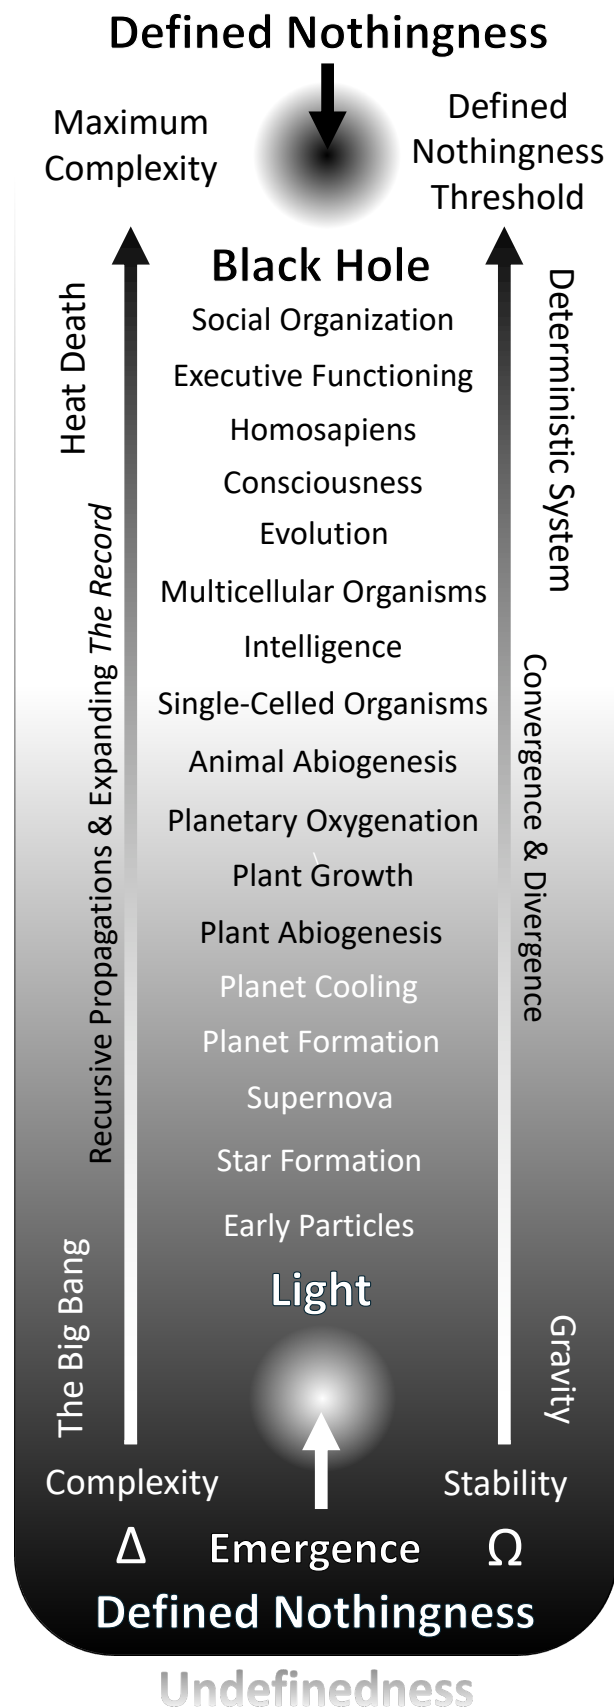 Defined Nothingness
Maximum
Complexity
Defined
Nothingness
Threshold
Black Hole
Social Organization
Executive Functioning
Homosapiens
Consciousness
Evolution
Multicellular Organisms
Intelligence
Single-Celled Organisms
Animal Abiogenesis
Planetary Oxygenation
Plant Growth
Plant Abiogenesis
Planet Cooling
Planet Formation
Supernova
Star Formation
Early Particles
Light
Heat Death
Recursive Propagations & Expanding The Record
The Big Bang
Deterministic System
Convergence & Divergence
Gravity
Complexity
Stability
Δ
Emergence
Ω
Defined Nothingness
Undefinedness